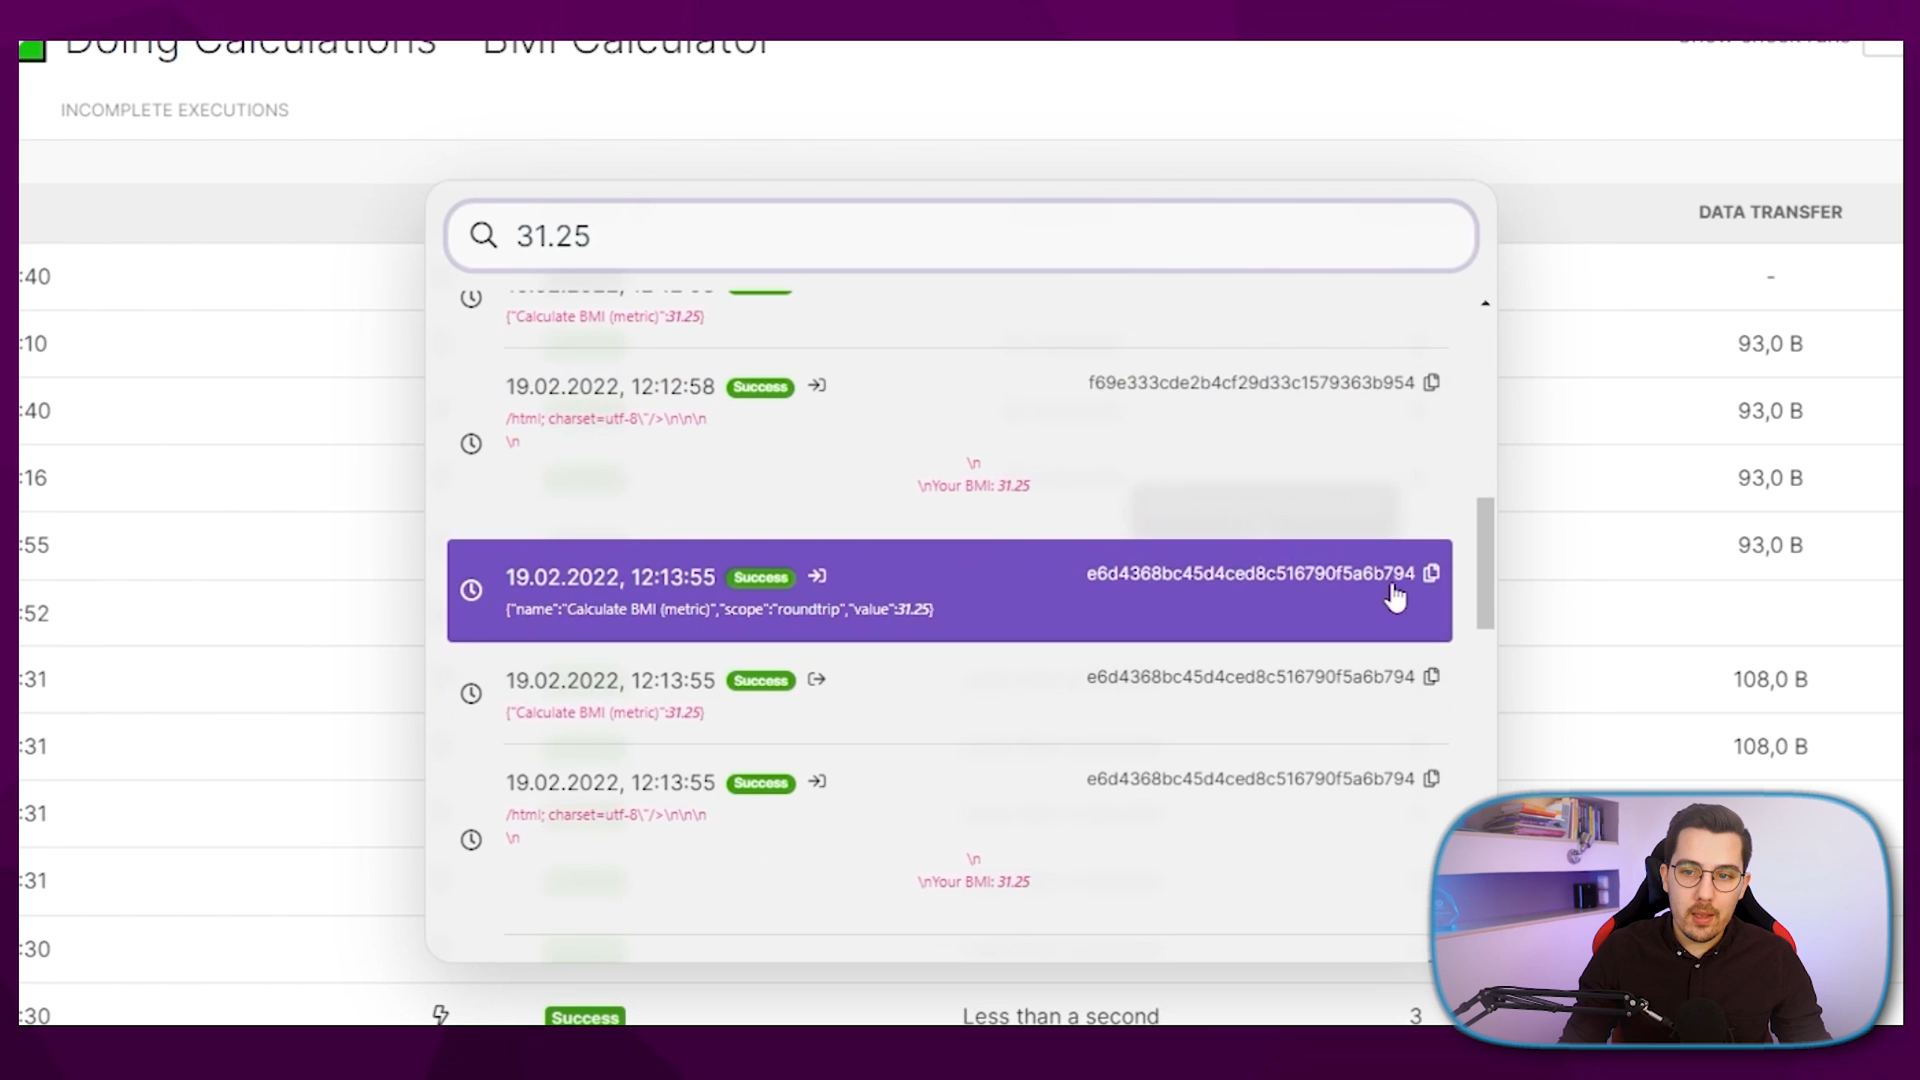 Doing Calculations - BMI Calculator
INCOMPLETE EXECUTIONS
DATA TRANSFER
31.25
:40
-
{"Calculate BMI (metric)":31.25}
:10
93,0 B
19.02.2022, 12:12:58 Success f69e333cde2b4cf29d33c1579363b954
/html; charset=utf-8\"/>\n\n\n
:40
93,0 B
\n
\n
:16
93,0 B
\nYour BMI: 31.25
:55
93,0 B
19.02.2022, 12:13:55 Success e6d4368bc45d4ced8c516790f5a6b794
{"name":"Calculate BMI (metric)","scope":"roundtrip","value":31.25}
:52
19.02.2022, 12:13:55 Success e6d4368bc45d4ced8c516790f5a6b794
:31
108,0 B
{"Calculate BMI (metric)":31.25}
:31
108,0 B
19.02.2022, 12:13:55 Success e6d4368bc45d4ced8c516790f5a6b794
/html; charset=utf-8\"/>\n\n\n
:31
\n
\n
\nYour BMI: 31.25
:31
:30
:30
Success
Less than a second
3